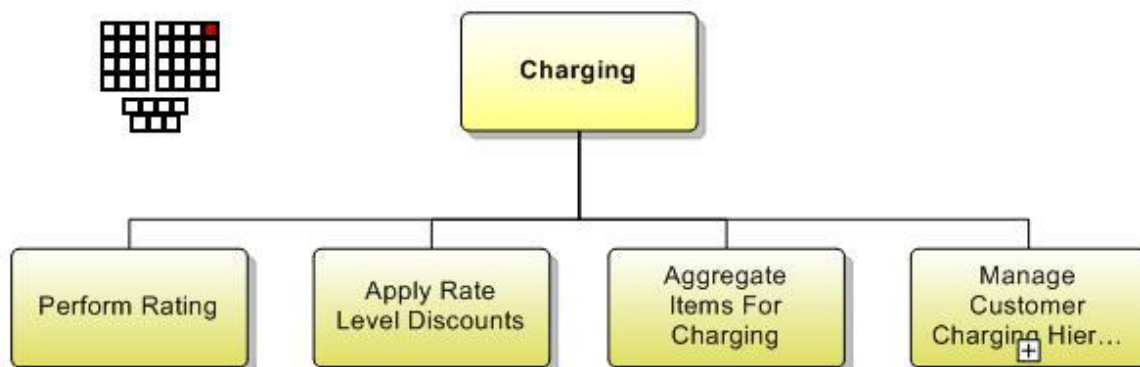 Charging
Perform Rating
Apply Rate
Level Discounts
Aggregate
Items For
Charging
Manage
Customer
Charging Hier...